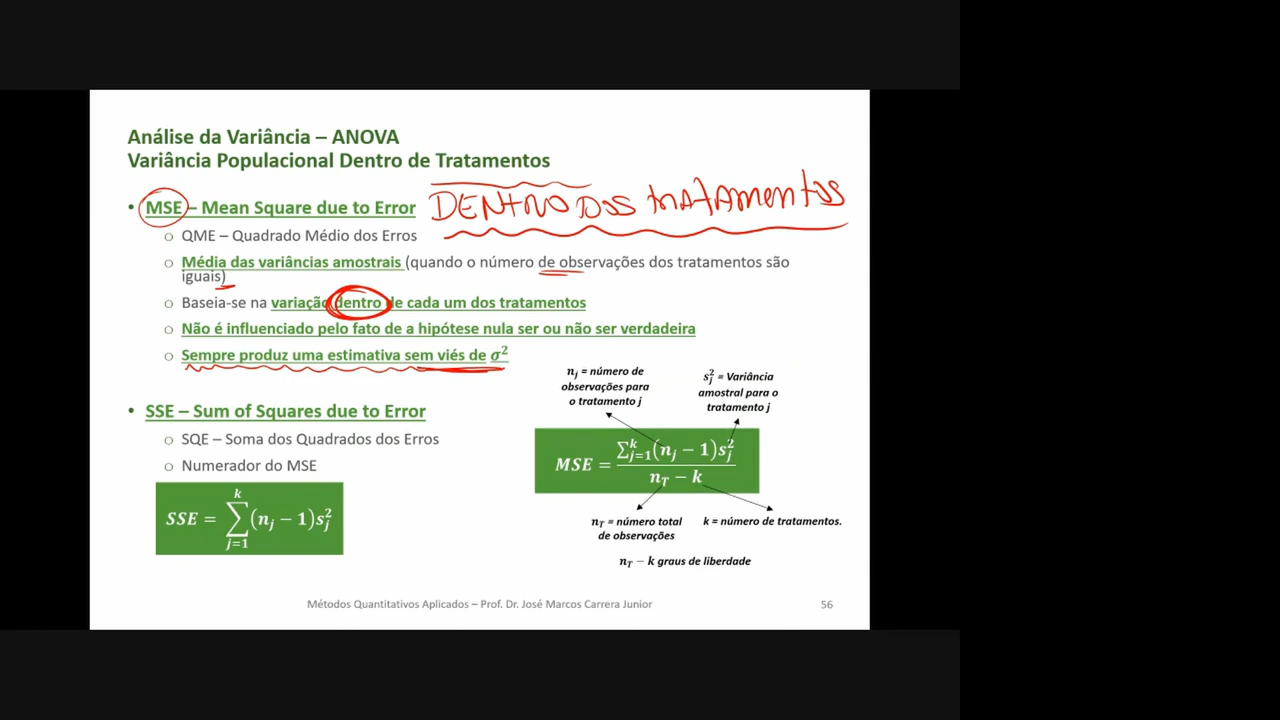 Análise da Variância – ANOVA
Variância Populacional Dentro de Tratamentos
• MSE – Mean Square due to Error
DENTRO DOS TRATAMENTOS
○ QME – Quadrado Médio dos Erros
○ Média das variâncias amostrais (quando o número de observações dos tratamentos são
iguais)
○ Baseia-se na variação dentro de cada um dos tratamentos
○ Não é influenciado pelo fato de a hipótese nula ser ou não ser verdadeira
○ Sempre produz uma estimativa sem viés de σ²
n_j = número de
observações para
o tratamento j
s_j² = Variância
amostral para o
tratamento j
• SSE – Sum of Squares due to Error
○ SQE – Soma dos Quadrados dos Erros
○ Numerador do MSE
MSE = ∑_{j=1}^{k}(n_j − 1)s_j² / n_T − k
SSE = ∑_{j=1}^{k}(n_j − 1)s_j²
n_T = número total
de observações
k = número de tratamentos.
n_T − k graus de liberdade
Métodos Quantitativos Aplicados – Prof. Dr. José Marcos Carrera Junior
56